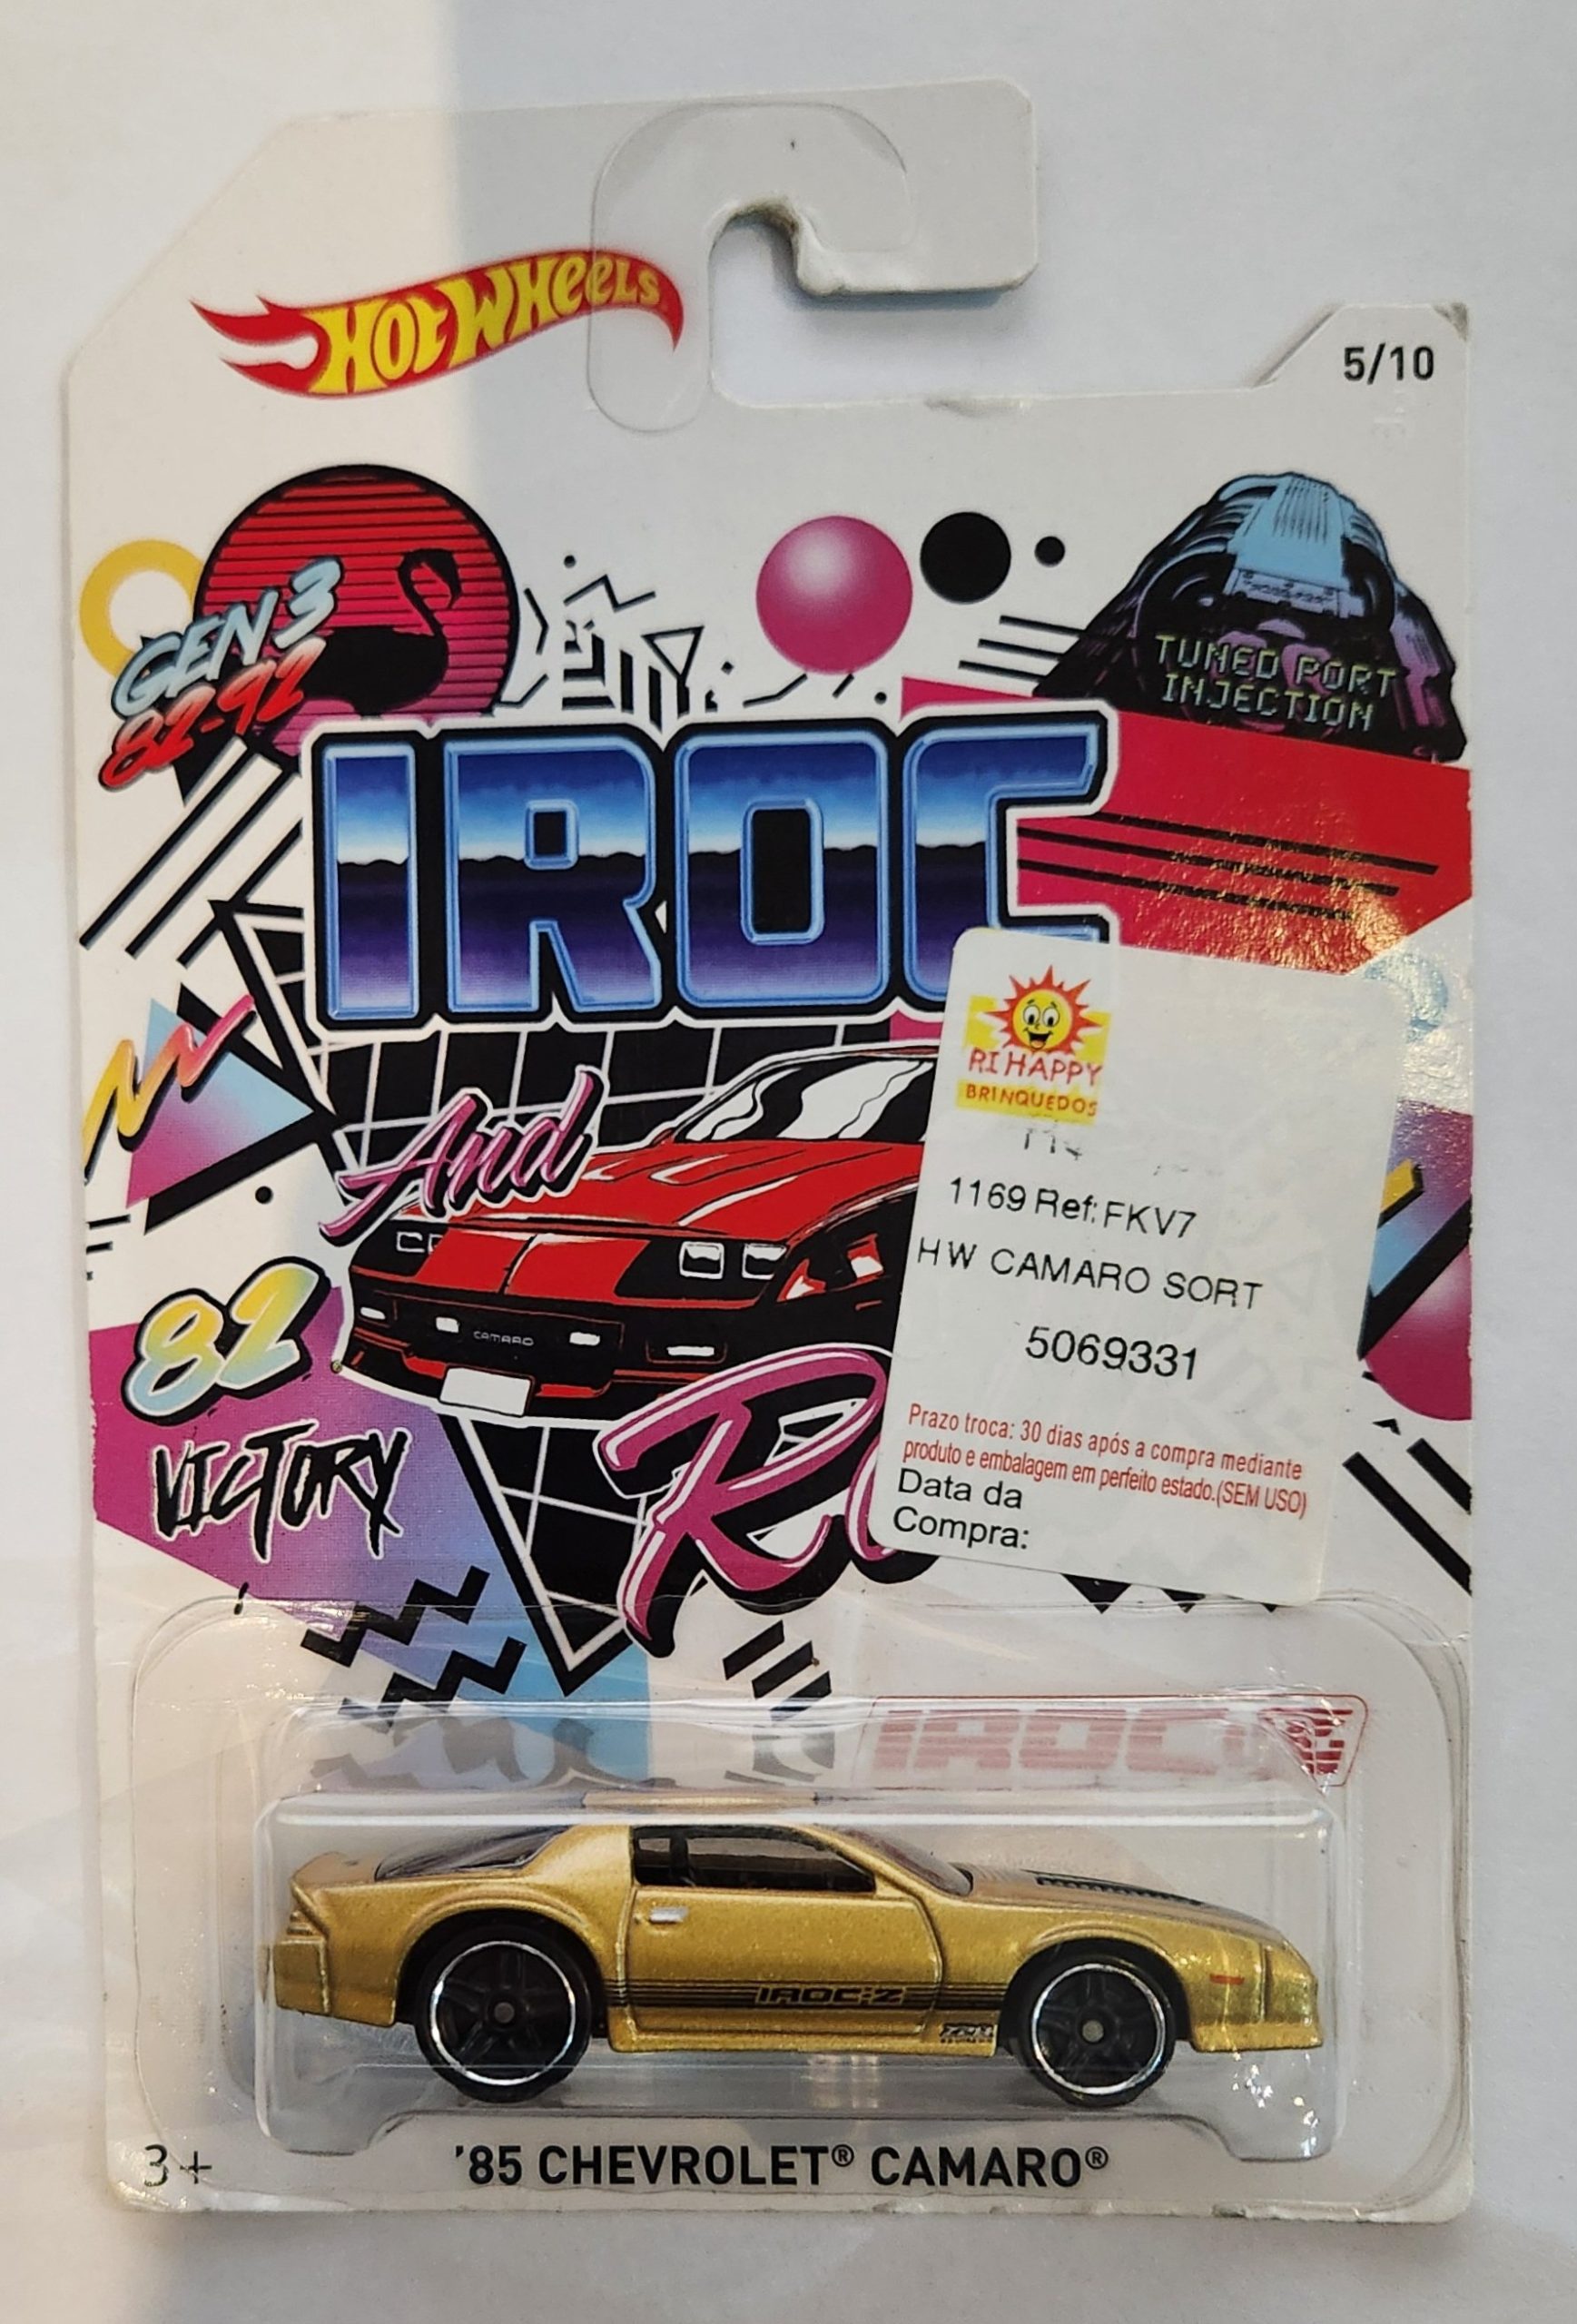 HOT WHEELS
5/10
GEN 3
82-92
TUNED PORT
INJECTION
IROC
And
RI HAPPY
BRINQUEDOS
1169 Ref: FKV7
HW CAMARO SORT
5069331
Prazo troca: 30 dias após a compra mediante
produto e embalagem em perfeito estado.(SEM USO)
Data da
Compra:
CAMARO
82
VICTORY
IROC-Z
IROC-Z
3+
'85 CHEVROLET® CAMARO®